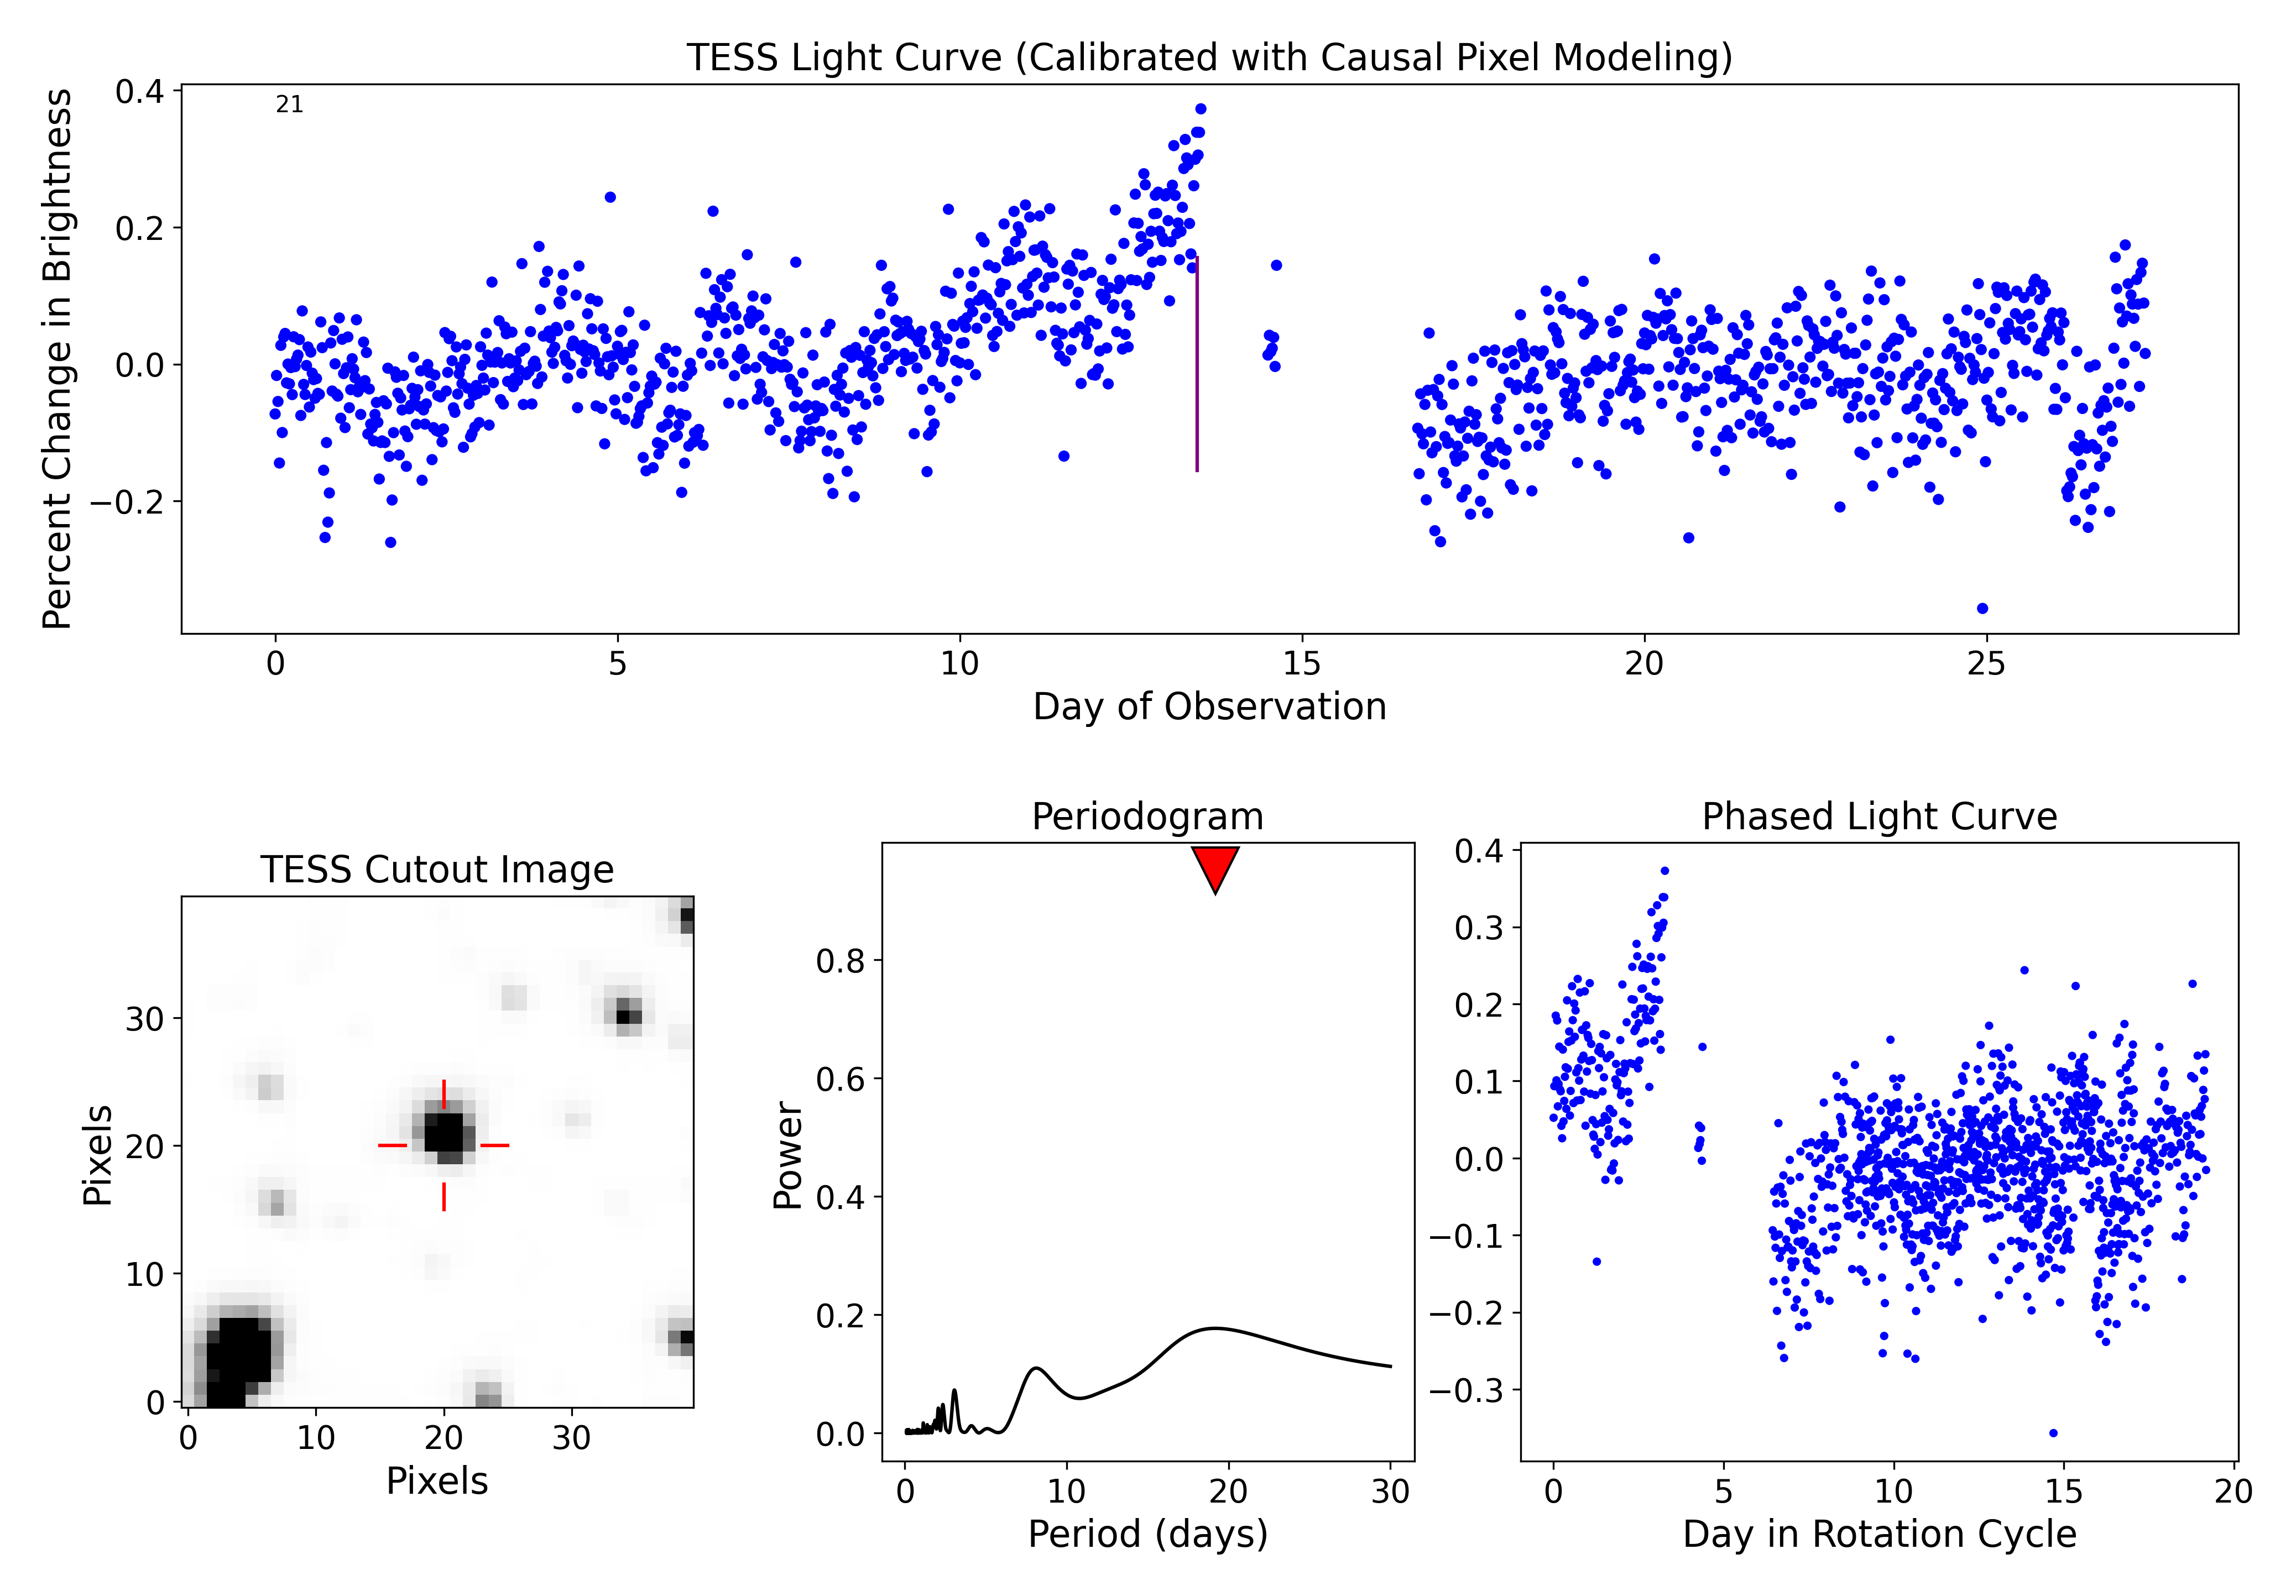 TESS Light Curve (Calibrated with Causal Pixel Modeling)
21
Percent Change in Brightness
0.4
0.2
0.0
−0.2
0 5 10 15 20 25
Day of Observation
TESS Cutout Image
Pixels
30
20
10
0
0 10 20 30
Pixels
Periodogram
Power
0.8
0.6
0.4
0.2
0.0
0 10 20 30
Period (days)
Phased Light Curve
0.4
0.3
0.2
0.1
0.0
−0.1
−0.2
−0.3
0 5 10 15 20
Day in Rotation Cycle